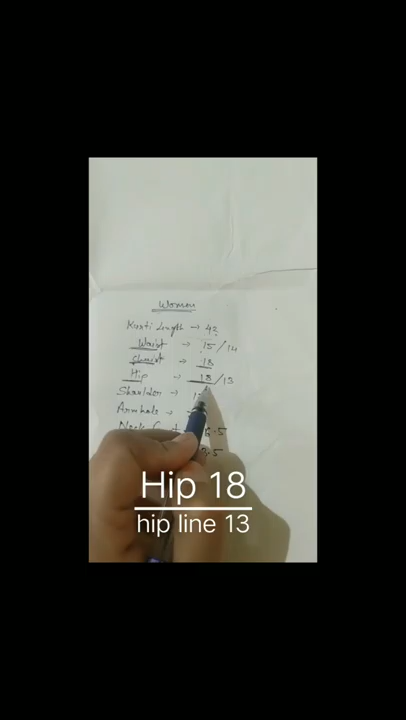 Women
Kurti Length → 42
Waist → 15/14
Chest → 18
Hip → 18/13
Shoulder →
Armhole →
Neck
Hip 18
hip line 13